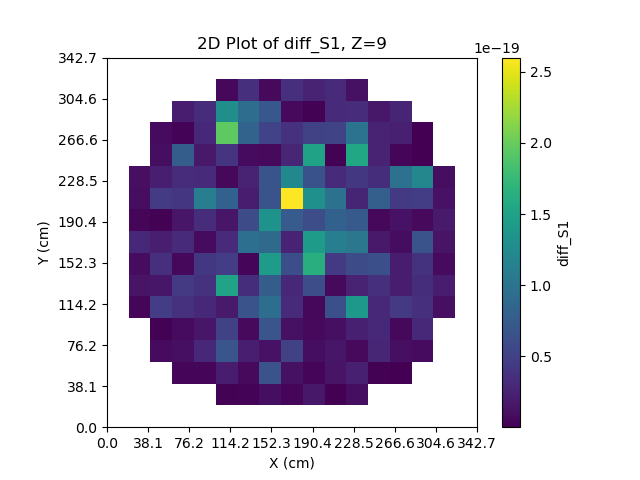 2D Plot of diff_S1, Z=9
1e−19
342.7
304.6
266.6
228.5
190.4
152.3
114.2
76.2
38.1
0.0
Y (cm)
0.0 38.1 76.2 114.2 152.3 190.4 228.5 266.6 304.6 342.7
X (cm)
2.5
2.0
1.5
1.0
0.5
diff_S1